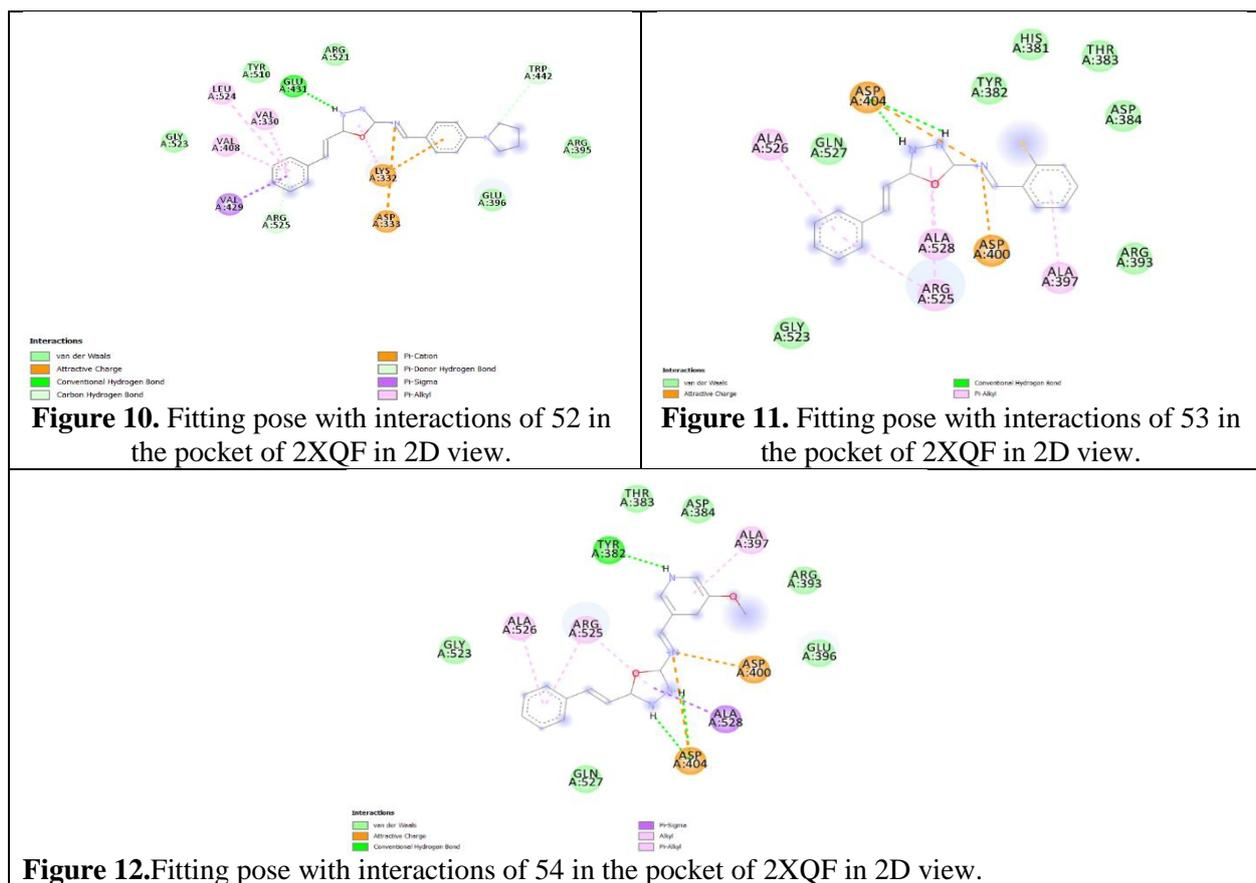 ARG
A:521
TYR
A:510
GLU
A:431
TRP
A:442
LEU
A:524
VAL
A:330
H
N
N
GLY
A:523
VAL
A:408
O
N
N
ARG
A:395
LYS
A:332
VAL
A:429
GLU
A:396
ARG
A:525
ASP
A:333
Interactions
van der Waals
Attractive Charge
Conventional Hydrogen Bond
Carbon Hydrogen Bond
Pi-Cation
Pi-Donor Hydrogen Bond
Pi-Sigma
Pi-Alkyl
Figure 10. Fitting pose with interactions of 52 in
the pocket of 2XQF in 2D view.
HIS
A:381
THR
A:383
TYR
A:382
ASP
A:404
ASP
A:384
ALA
A:526
GLN
A:527
H
H
N
N
N
O
ALA
A:528
ASP
A:400
ARG
A:393
ALA
A:397
ARG
A:525
GLY
A:523
Interactions
van der Waals
Attractive Charge
Conventional Hydrogen Bond
Pi-Alkyl
Figure 11. Fitting pose with interactions of 53 in
the pocket of 2XQF in 2D view.
THR
A:383
ASP
A:384
TYR
A:382
ALA
A:397
H
N
ARG
A:393
O
ALA
A:526
ARG
A:525
GLY
A:523
GLU
A:396
N
ASP
A:400
O
N
H
N
H
ALA
A:528
ASP
A:404
GLN
A:527
Interactions
van der Waals
Attractive Charge
Conventional Hydrogen Bond
Pi-Sigma
Alkyl
Pi-Alkyl
Figure 12.Fitting pose with interactions of 54 in the pocket of 2XQF in 2D view.